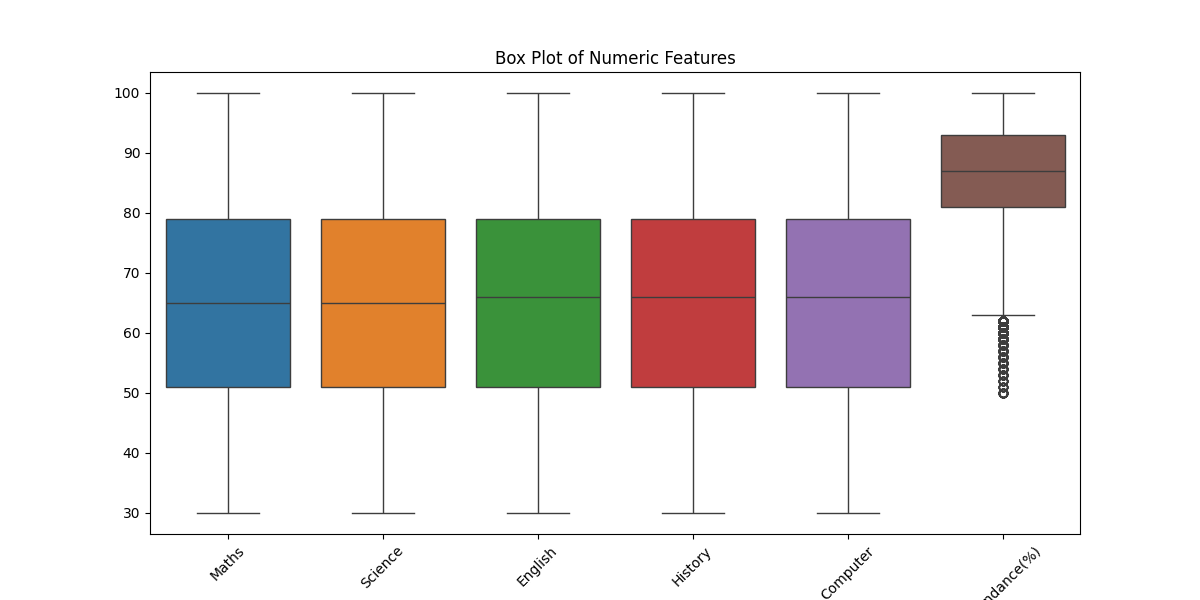 Box Plot of Numeric Features
100
90
80
70
60
50
40
30
Maths
Science
English
History
Computer
ndance(%)